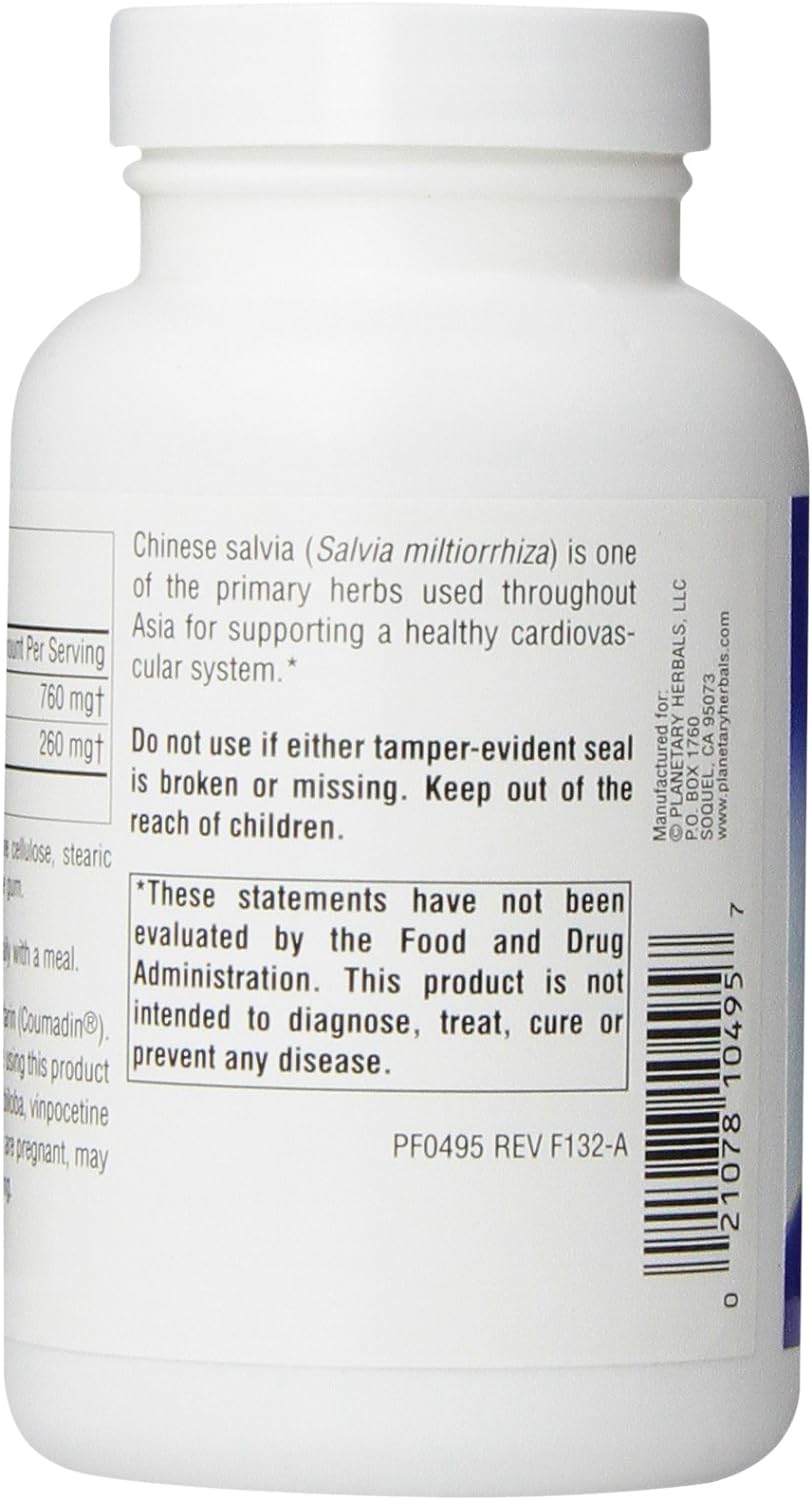 Per Serving
760 mg†
260 mg†
cellulose, stearic
gum.
with a meal.
(Coumadin®).
using this product
vinpocetine
are pregnant, may
Chinese salvia (Salvia miltiorrhiza) is one
of the primary herbs used throughout
Asia for supporting a healthy cardiovas-
cular system.*
Do not use if either tamper-evident seal
is broken or missing. Keep out of the
reach of children.
*These statements have not been
evaluated by the Food and Drug
Administration. This product is not
intended to diagnose, treat, cure or
prevent any disease.
PF0495 REV F132-A
Manufactured for:
© PLANETARY HERBALS, LLC
P.O. BOX 1760
SOQUEL, CA 95073
www.planetaryherbals.com
0 21078 10495 7